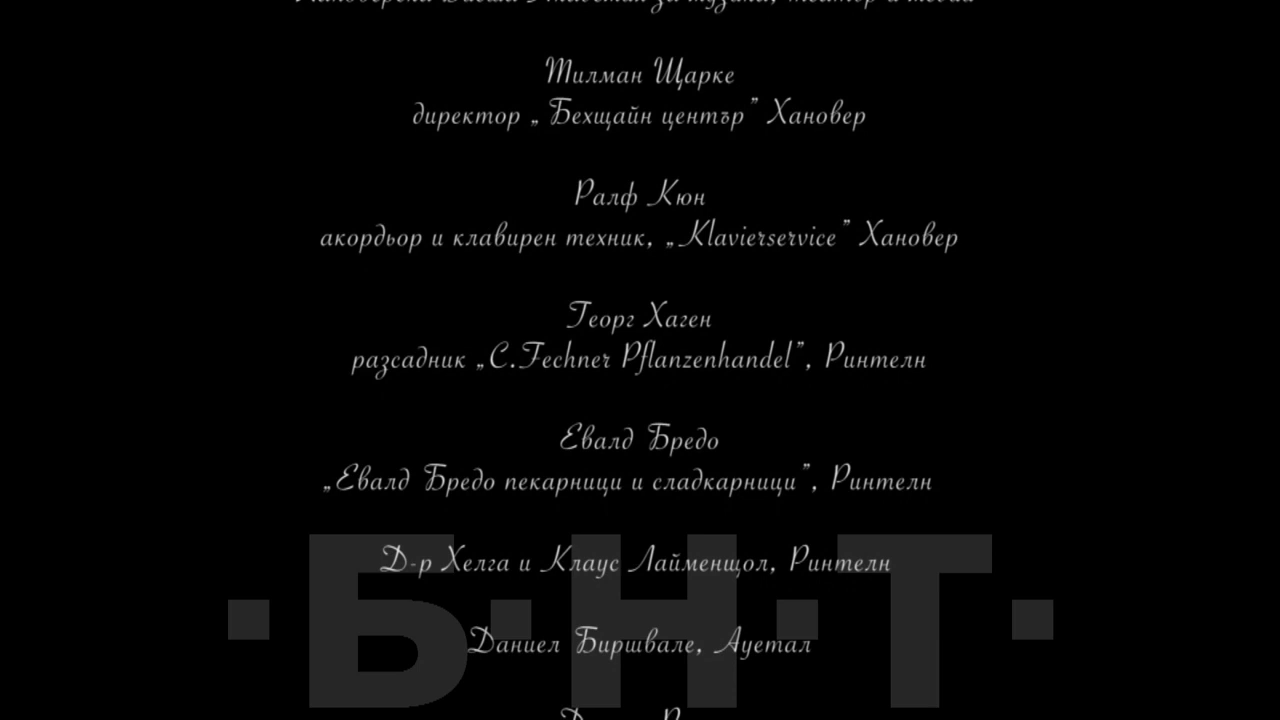 Тилман Щарке
директор „Бехщайн център” Хановер
Ралф Кюн
акордьор и клавирен техник, „Klavierservice” Хановер
Георг Хаген
разсадник „C.Fechner Pflanzenhandel”, Ринтелн
Евалд Бредо
„Евалд Бредо пекарници и сладкарници”, Ринтелн
Д-р Хелга и Клаус Лайменщол, Ринтелн
Даниел Биршвале, Ауетал
·Б·Н·Т·